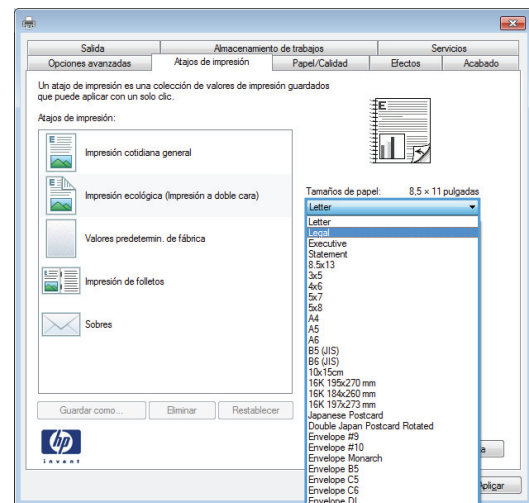 Salida
Almacenamiento de trabajos
Servicios
Opciones avanzadas
Atajos de impresión
Papel/Calidad
Efectos
Acabado
Un atajo de impresión es una colección de valores de impresión guardados
que puede aplicar con un solo clic.
Atajos de impresión:
Impresión cotidiana general
Impresión ecológica (Impresión a doble cara)
Valores predetermin. de fábrica
Impresión de folletos
Sobres
Guardar como...
Eliminar
Restablecer
hp
invent
E
Tamaños de papel:
8,5 × 11 pulgadas
Letter
Letter
Legal
Executive
Statement
8.5x13
3x5
4x6
5x7
5x8
A4
A5
A6
B5 (JIS)
B6 (JIS)
10x15cm
16K 195x270 mm
16K 184x260 mm
16K 197x273 mm
Japanese Postcard
Double Japan Postcard Rotated
Envelope #9
Envelope #10
Envelope Monarch
Envelope B5
Envelope C5
Envelope C6
Envelope DL
a
Aplicar